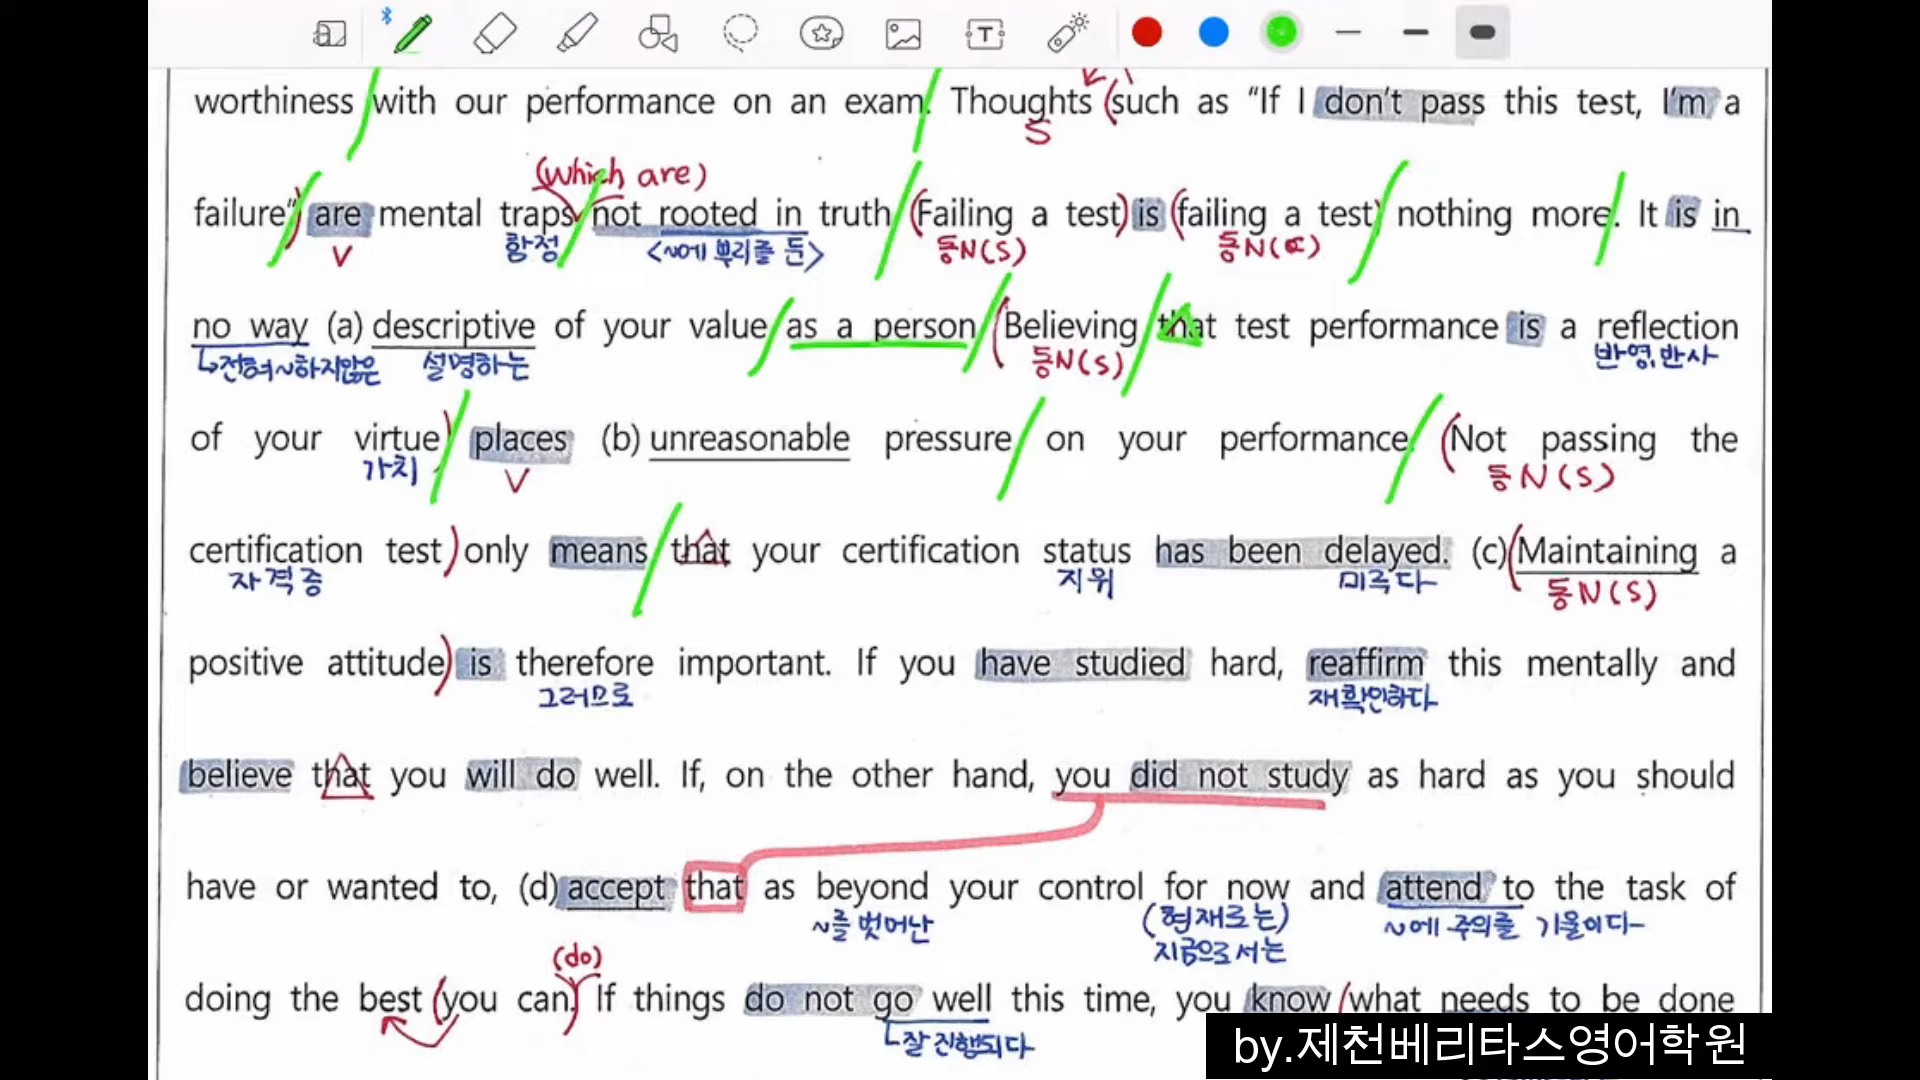 worthiness with our performance on an exam. Thoughts (such as “If I don't pass this test, I'm a
S
(which are)
failure”) are mental traps not rooted in truth. (Failing a test) is (failing a test) nothing more. It is in
V 함정 <~에 뿌리를 둔> 동N(S) 동N(C)
no way (a) descriptive of your value as a person. (Believing that test performance is a reflection
↳전혀~하지않은 설명하는 동N(S) 반영, 반사
of your virtue) places (b) unreasonable pressure on your performance. (Not passing the
가치 V 동N(S)
certification test) only means that your certification status has been delayed. (c) (Maintaining a
자격증 지위 미루다 동N(S)
positive attitude) is therefore important. If you have studied hard, reaffirm this mentally and
그러므로 재확인하다
believe that you will do well. If, on the other hand, you did not study as hard as you should
have or wanted to, (d) accept that as beyond your control for now and attend to the task of
~를 벗어난 (현재로는) ~에 주의를 기울이다
지금으로서는
(do)
doing the best (you can). If things do not go well this time, you know (what needs to be done
잘 진행되다
by.제천베리타스영어학원